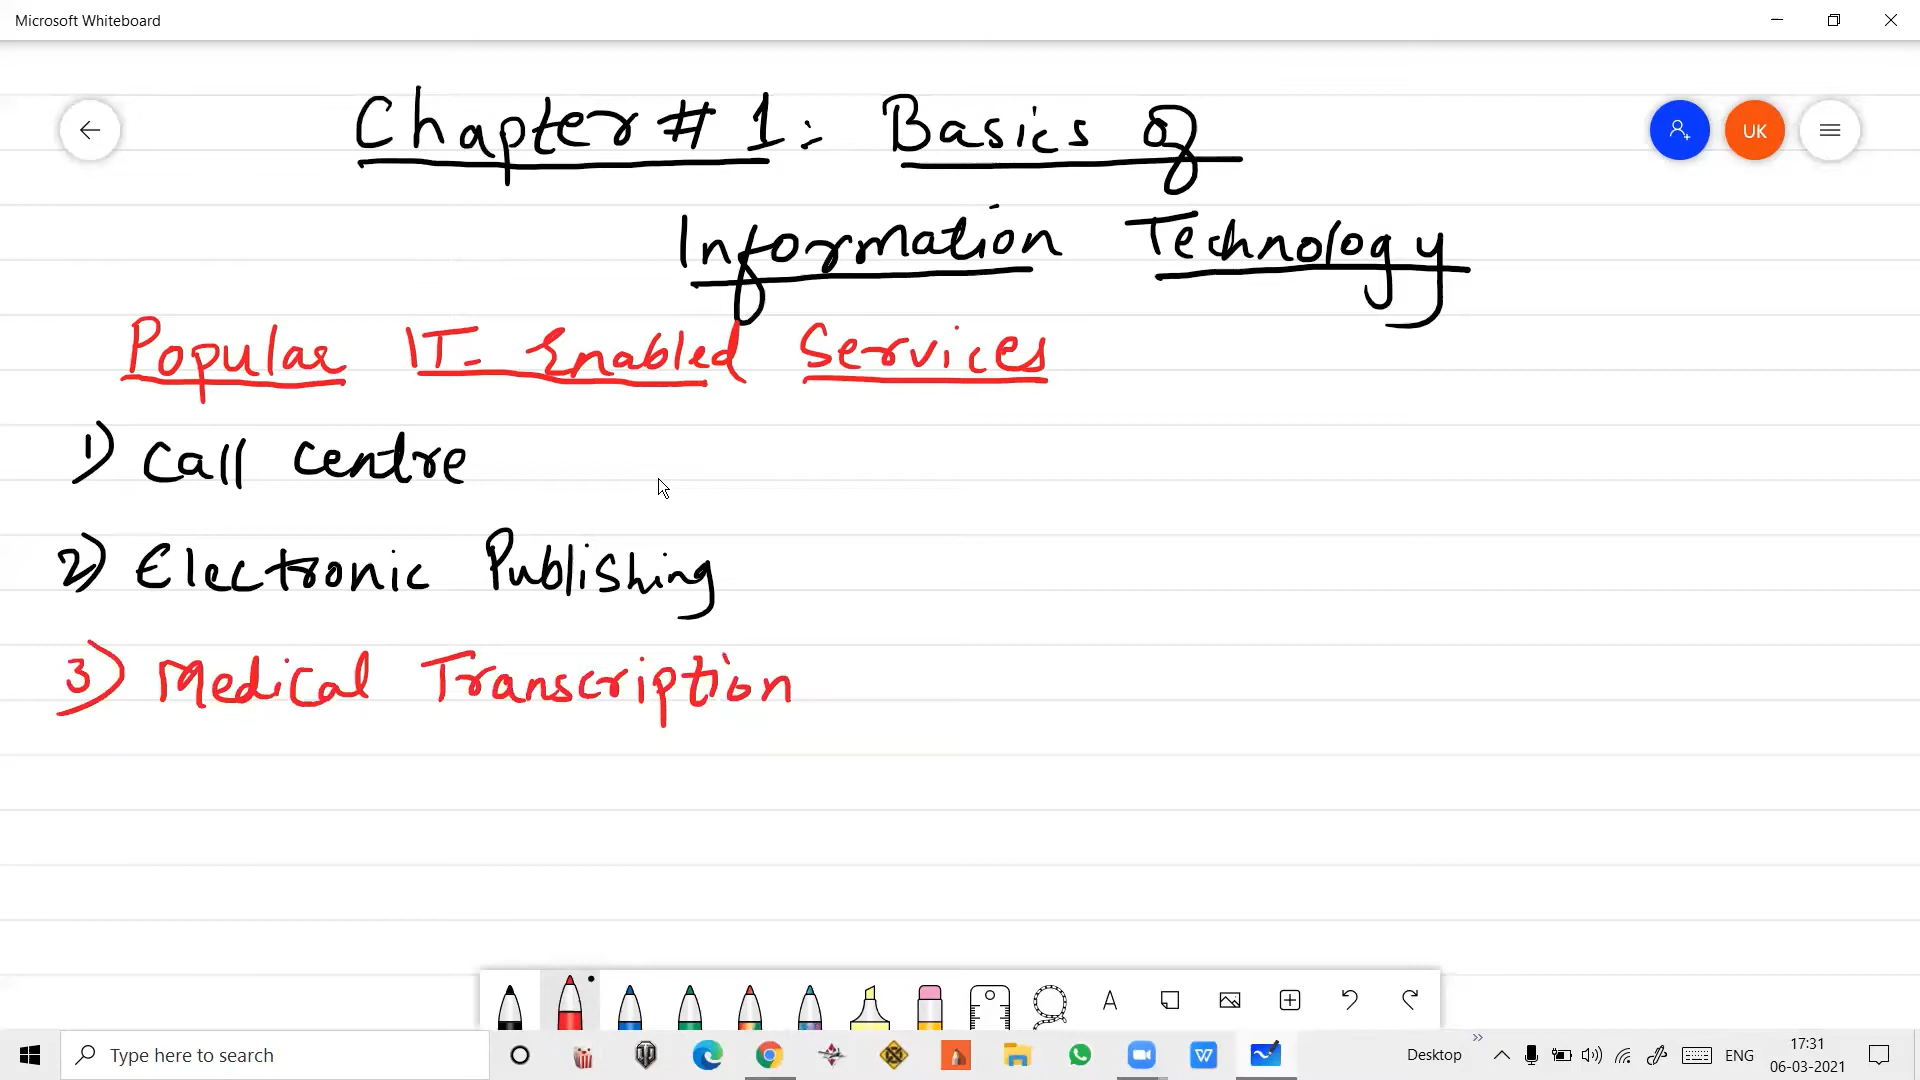 Microsoft Whiteboard
Chapter # 1: Basics of
UK
Information Technology
Popular IT-Enabled Services
1) Call Centre
2) Electronic Publishing
3) Medical Transcription
A
Type here to search
W
Desktop
ENG
17:31
06-03-2021